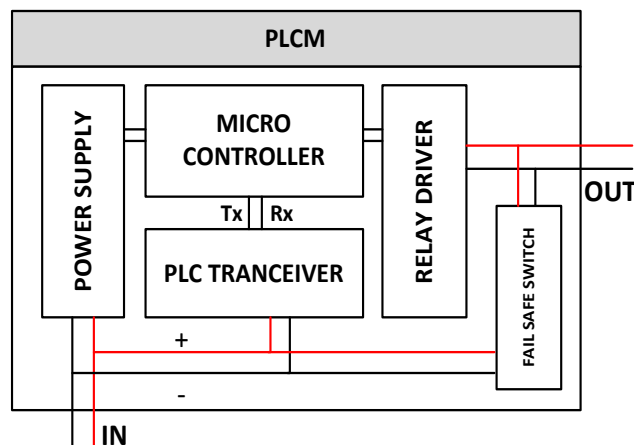 PLCM
POWER SUPPLY
MICRO
CONTROLLER
RELAY DRIVER
Tx
Rx
PLC TRANCEIVER
OUT
FAIL SAFE SWITCH
+
-
IN